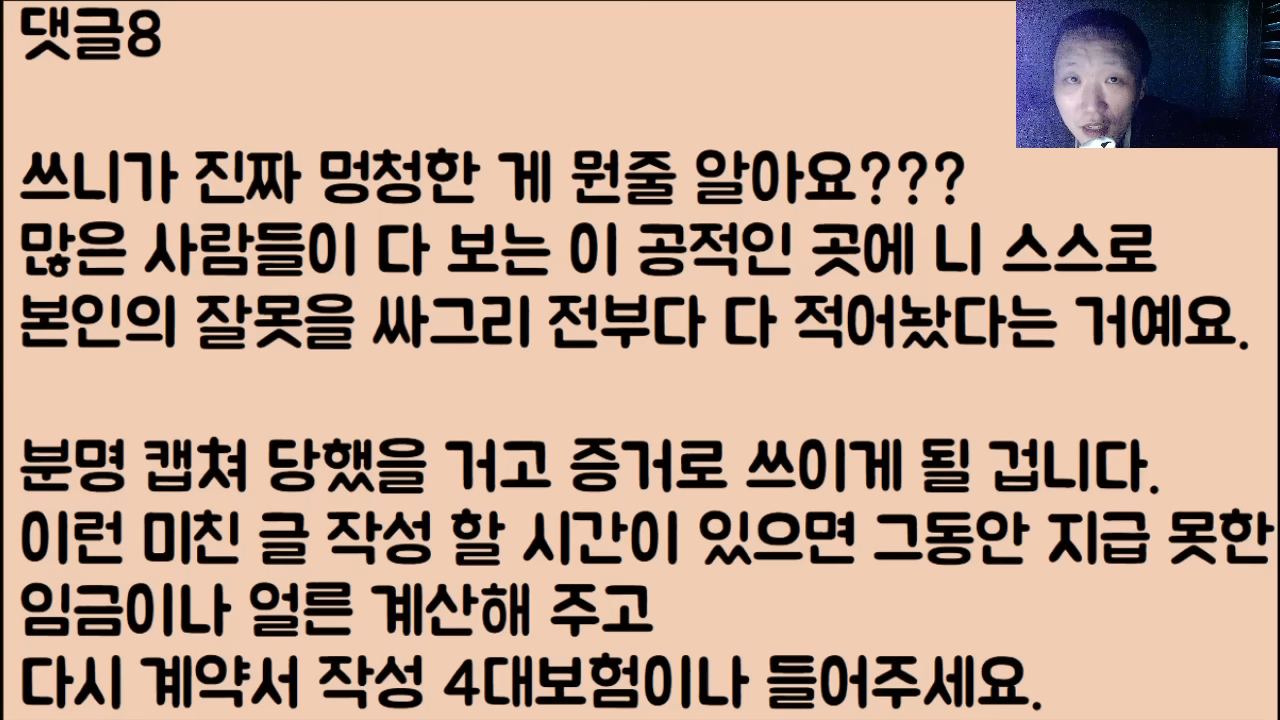 댓글8
쓰니가 진짜 멍청한 게 뭔줄 알아요???
많은 사람들이 다 보는 이 공적인 곳에 니 스스로
본인의 잘못을 싸그리 전부다 다 적어놨다는 거예요.
분명 캡쳐 당했을 거고 증거로 쓰이게 될 겁니다.
이런 미친 글 작성 할 시간이 있으면 그동안 지급 못한
임금이나 얼른 계산해 주고
다시 계약서 작성 4대보험이나 들어주세요.